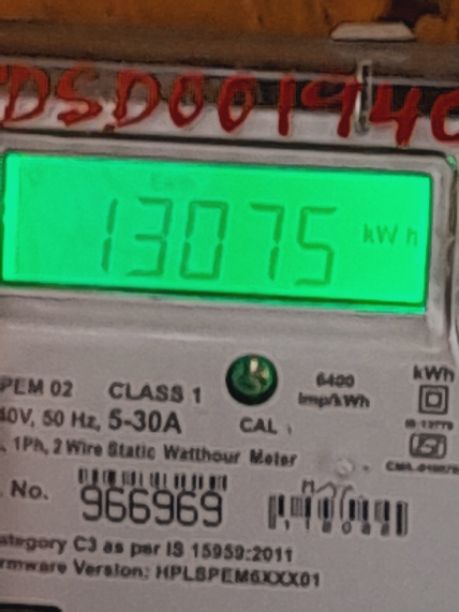 DSD001940
13075 kWh
PEM 02 CLASS 1 6400 kWh
40V, 50 Hz, 5-30A CAL Imp/kWh
1Ph, 2 Wire Static Watthour Meter
No. 966969
ategory C3 as per IS 15959:2011
rmware Version: HPLSPEM6XXX01